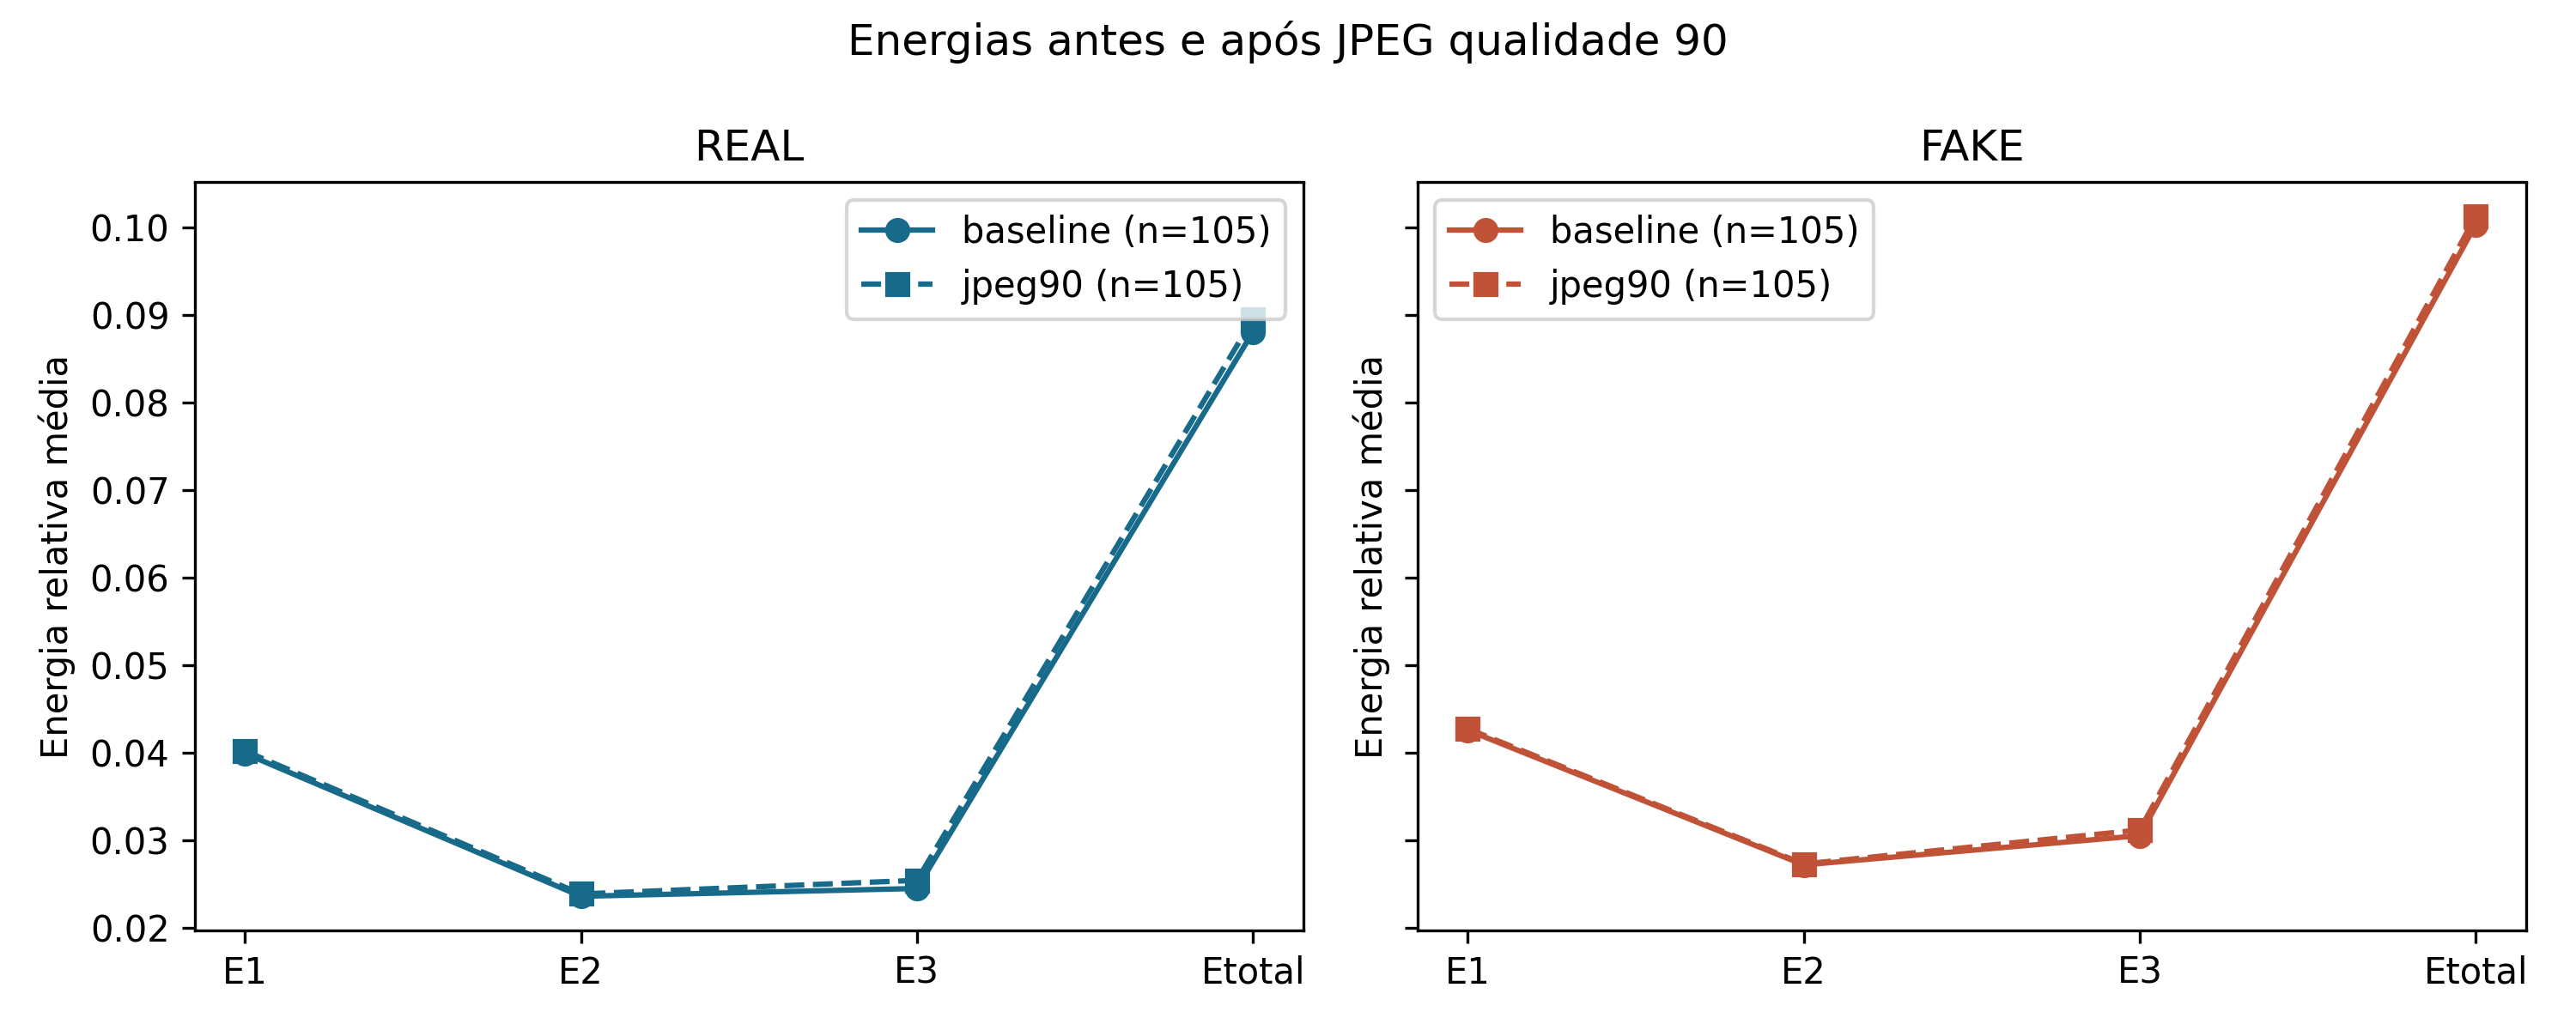 Energias antes e após JPEG qualidade 90
REAL
baseline (n=105)
jpeg90 (n=105)
Energia relativa média
0.10
0.09
0.08
0.07
0.06
0.05
0.04
0.03
0.02
E1
E2
E3
Etotal
FAKE
baseline (n=105)
jpeg90 (n=105)
Energia relativa média
E1
E2
E3
Etotal